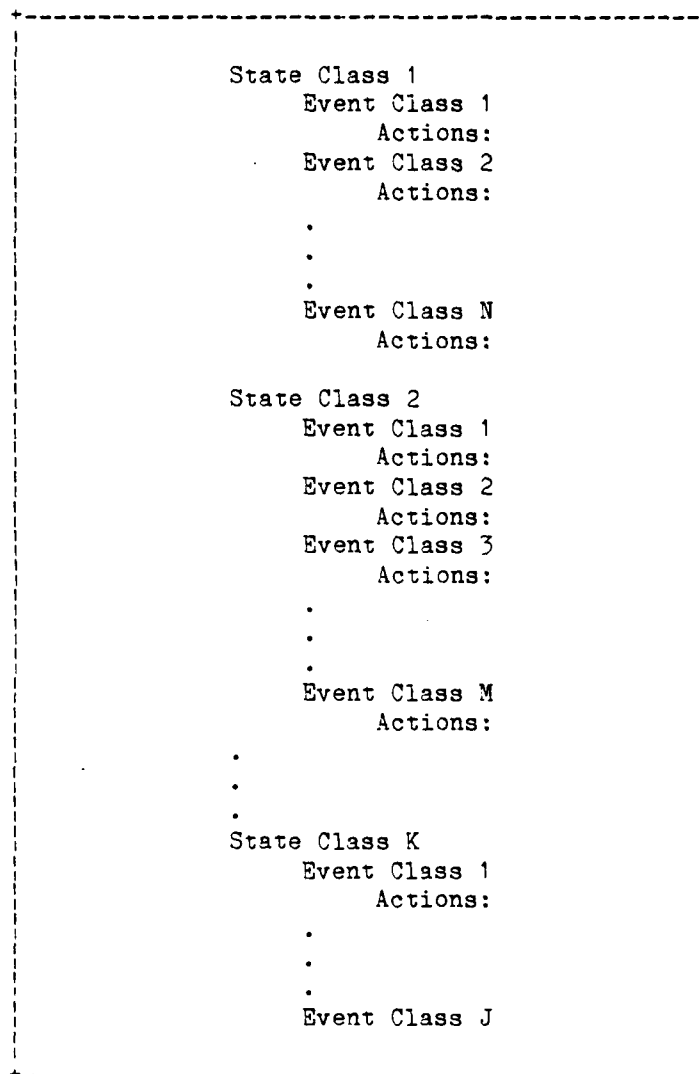 State Class 1
Event Class 1
Actions:
Event Class 2
Actions:
.
.
.
Event Class N
Actions:
State Class 2
Event Class 1
Actions:
Event Class 2
Actions:
Event Class 3
Actions:
.
.
.
Event Class M
Actions:
.
.
.
State Class K
Event Class 1
Actions:
.
.
.
Event Class J